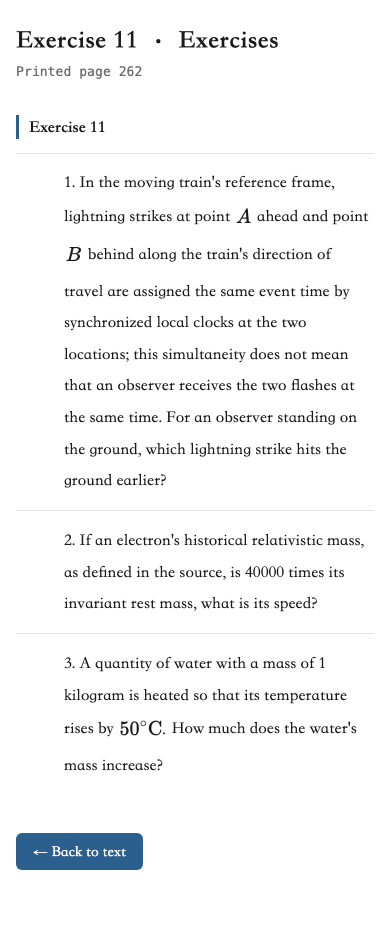 Exercise 11 · Exercises
Printed page 262
Exercise 11
1. In the moving train's reference frame,
lightning strikes at point A ahead and point
B behind along the train's direction of
travel are assigned the same event time by
synchronized local clocks at the two
locations; this simultaneity does not mean
that an observer receives the two flashes at
the same time. For an observer standing on
the ground, which lightning strike hits the
ground earlier?
2. If an electron's historical relativistic mass,
as defined in the source, is 40000 times its
invariant rest mass, what is its speed?
3. A quantity of water with a mass of 1
kilogram is heated so that its temperature
rises by 50°C. How much does the water's
mass increase?
← Back to text